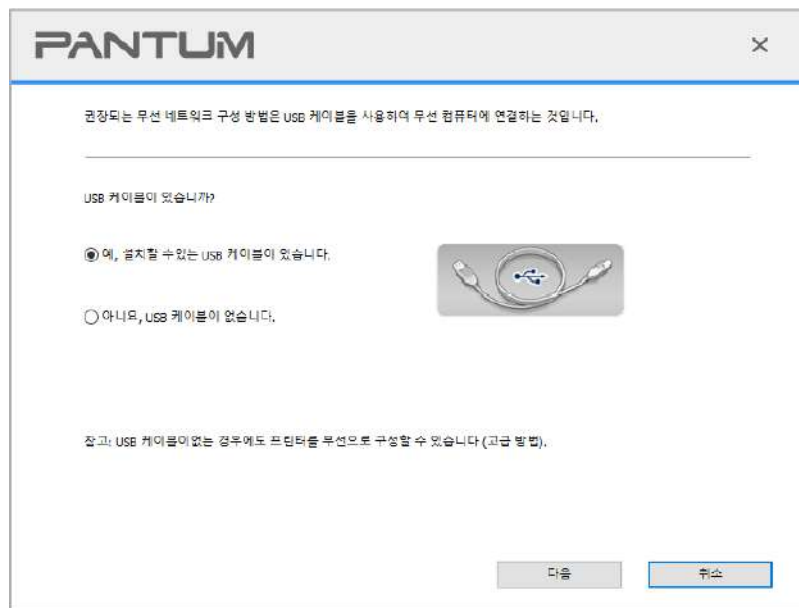 PANTUM
권장되는 무선 네트워크 구성 방법은 USB 케이블을 사용하여 무선 컴퓨터에 연결하는 것입니다.
USB 케이블이 있습니까?
예, 설치할 수있는 USB 케이블이 있습니다.
아니요, USB 케이블이 없습니다.
참고: USB 케이블이없는 경우에도 프린터를 무선으로 구성할 수 있습니다 (고급 방법).
다음 취소